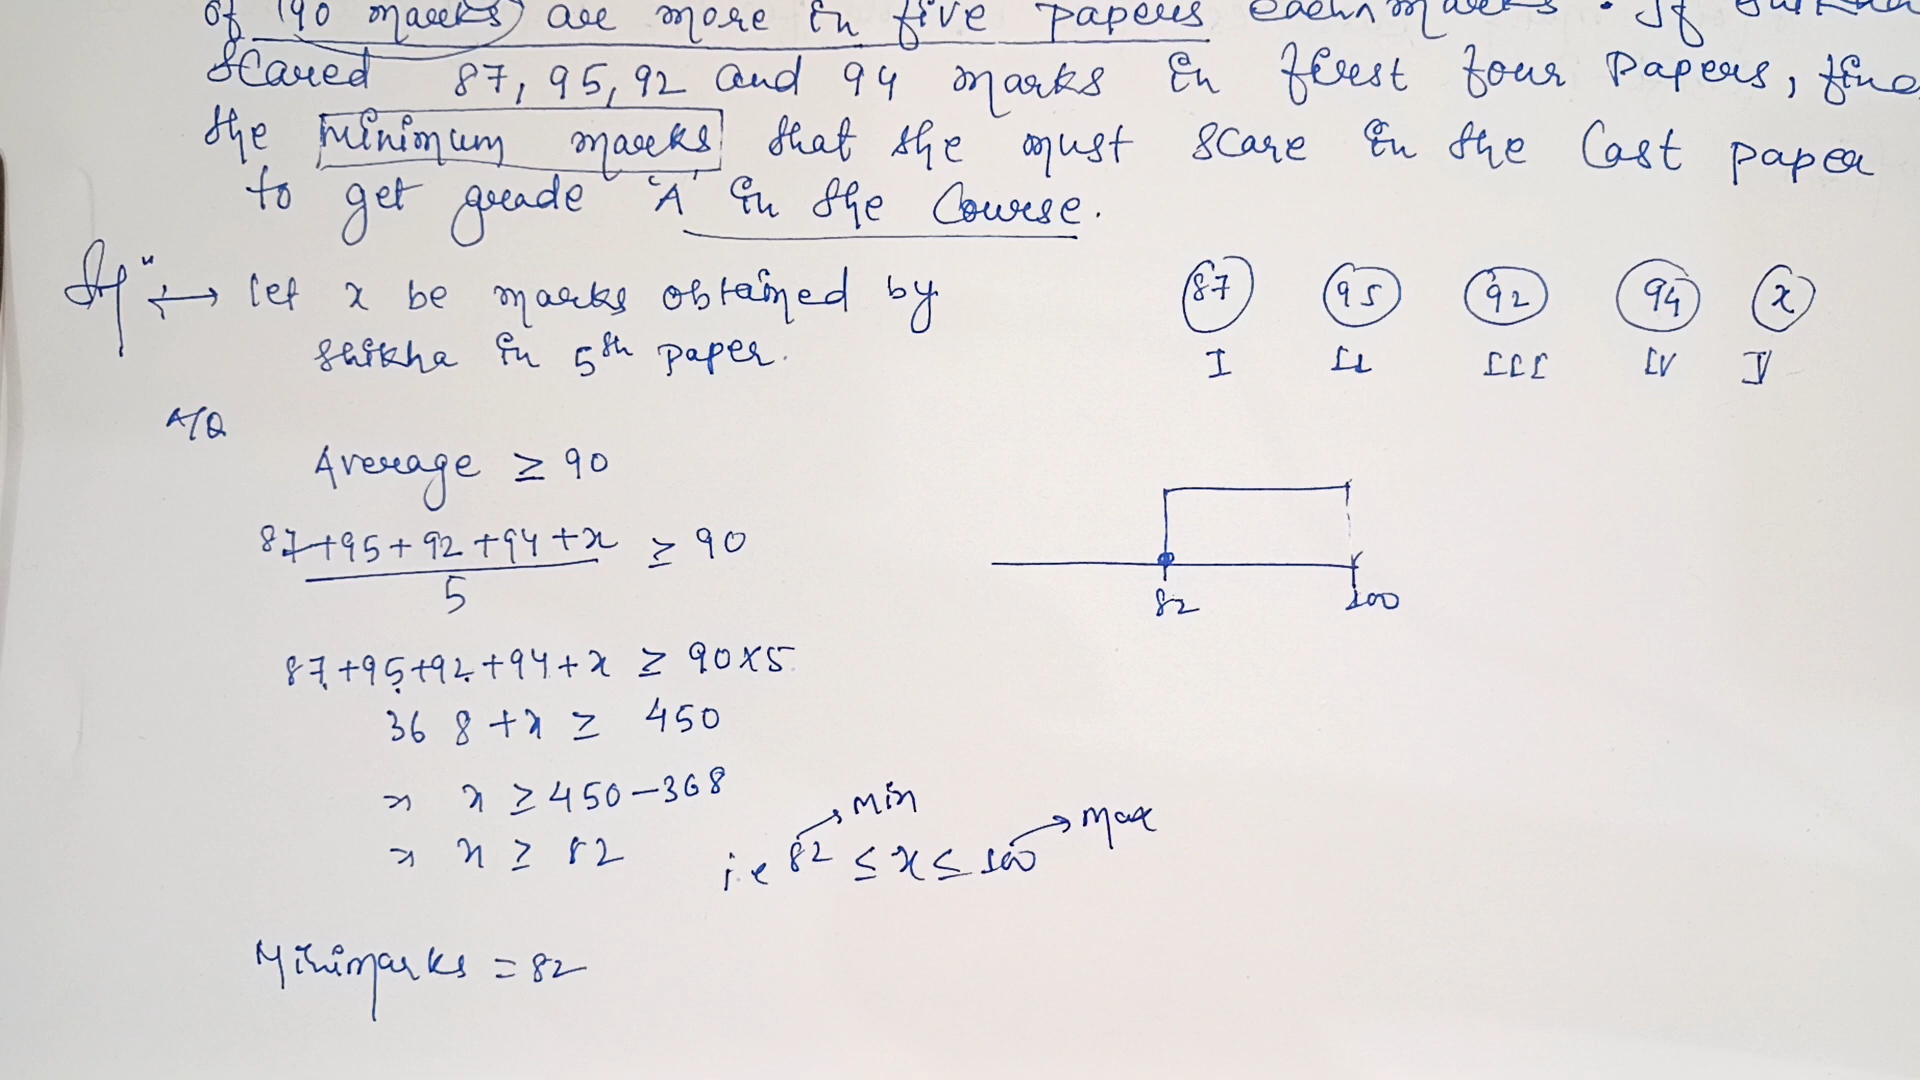 of 90 marks are more in five papers each marks. If
Scared 87, 95, 92 and 94 marks in first four Papers, find
the minimum marks that she must scare in the Last paper
to get grade 'A' in the Course.
let x be marks obtained by
Shikha in 5th paper.
87 95 92 94 x
I II III IV V
A/Q
Average ≥ 90
87+95+92+94+x ≥ 90
5
82 100
87+95+92+94+x ≥ 90×5
368+x ≥ 450
x ≥ 450-368
min max
x ≥ 82 i.e 82 ≤ x ≤ 100
Minimarks = 82